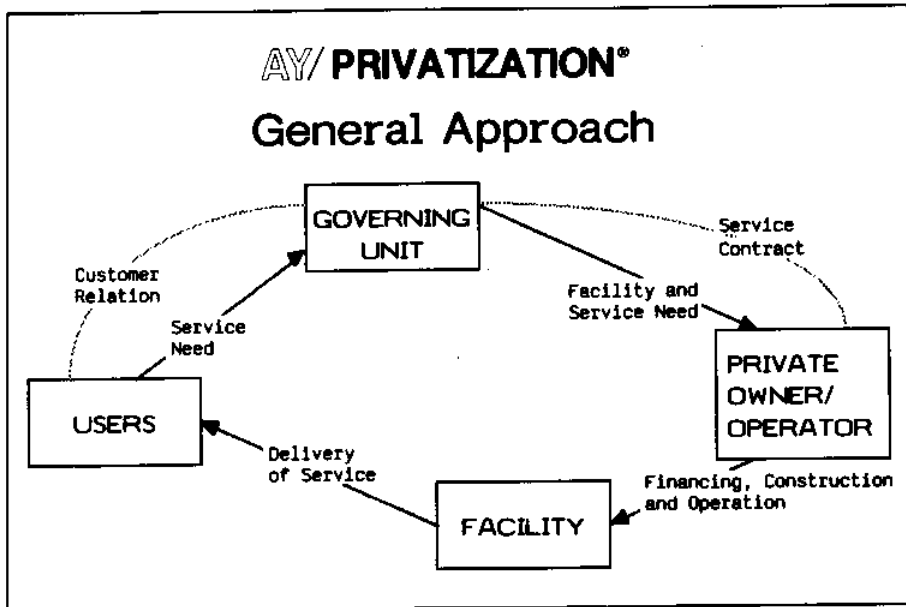 AY/PRIVATIZATION®
General Approach
GOVERNING
UNIT
Service
Contract
Customer
Relation
Facility and
Service Need
Service
Need
PRIVATE
OWNER/
OPERATOR
USERS
Delivery
of Service
Financing, Construction
and Operation
FACILITY